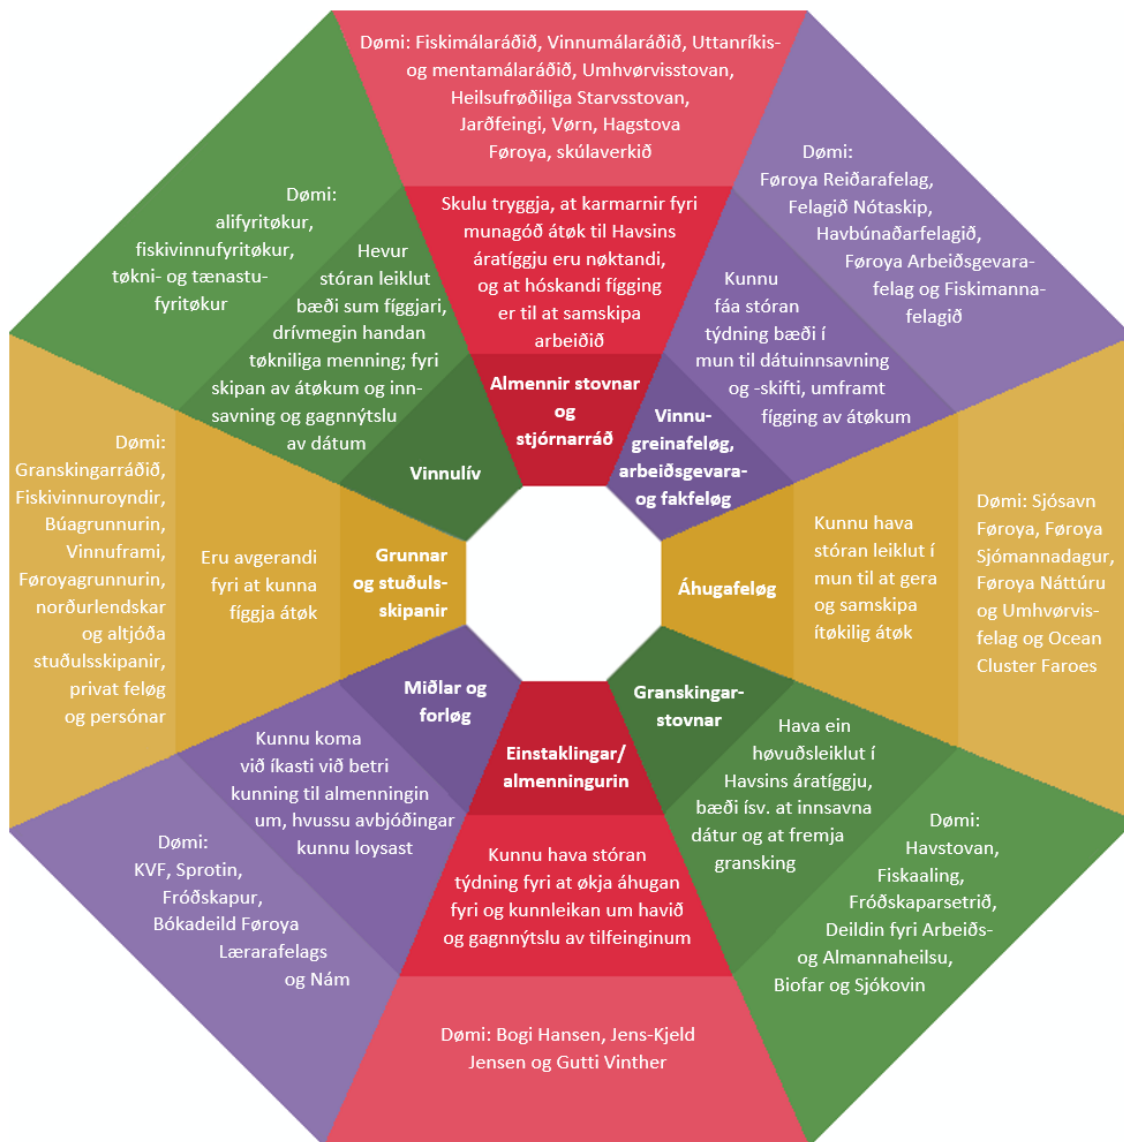 Dømi: Fiskimálaráðið, Vinnumálaráðið, Uttanríkis-
og mentamálaráðið, Umhvørvisstovan,
Heilsufrøðiliga Starvsstovan,
Jarðfeingi, Vørn, Hagstova
Føroya, skúlaverkið
Skulu tryggja, at karmarnir fyri
munagóð átøk til Havsins
áratíggju eru nøktandi,
og at hóskandi fígging
er til at samskipa
arbeiðið
Almennir stovnar
og
stjórnarráð
Dømi:
Føroya Reiðarafelag,
Felagið Nótaskip,
Havbúnaðarfelagið,
Føroya Arbeiðsgevara-
felag og Fiskimanna-
felagið
Kunnu
fáa stóran
týdning bæði í
mun til dátuinnsavning
og -skifti, umframt
fígging av átøkum
Vinnu-
greinafeløg,
arbeiðsgevara-
og fakfeløg
Dømi: Sjósavn
Føroya, Føroya
Sjómannadagur,
Føroya Náttúru
og Umhvørvis-
felag og Ocean
Cluster Faroes
Kunnu hava
stóran leiklut í
mun til at gera
og samskipa
ítøkilig átøk
Áhugafeløg
Granskingar-
stovnar
Hava ein
høvuðsleiklut í
Havsins áratíggju,
bæði ísv. at innsavna
dátur og at fremja
gransking
Dømi:
Havstovan,
Fiskaaling,
Fróðskaparsetrið,
Deildin fyri Arbeiðs-
og Almannaheilsu,
Biofar og Sjókovin
Einstaklingar/
almenningurin
Kunnu hava stóran
týdning fyri at økja áhugan
fyri og kunnleikan um havið
og gagnnýtslu av tilfeinginum
Dømi: Bogi Hansen, Jens-Kjeld
Jensen og Gutti Vinther
Miðlar og
forløg
Kunnu koma
við íkasti við betri
kunning til almenningin
um, hvussu avbjóðingar
kunnu loysast
Dømi:
KVF, Sprotin,
Fróðskapur,
Bókadeild Føroya
Lærarafelags
og Nám
Grunnar
og stuðuls-
skipanir
Eru avgerandi
fyri at kunna
fíggja átøk
Dømi:
Granskingarráðið,
Fiskivinnuroyndir,
Búagrunnurin,
Vinnuframi,
Føroyagrunnurin,
norðurlendskar
og altjóða
stuðulsskipanir,
privat feløg
og persónar
Vinnulív
Hevur
stóran leiklut
bæði sum fíggjari,
drívmegin handan
tøkniliga menning; fyri
skipan av átøkum og inn-
savning og gagnnýtslu
av dátum
Dømi:
alifyritøkur,
fiskivinnufyritøkur,
tøkni- og tænastu-
fyritøkur